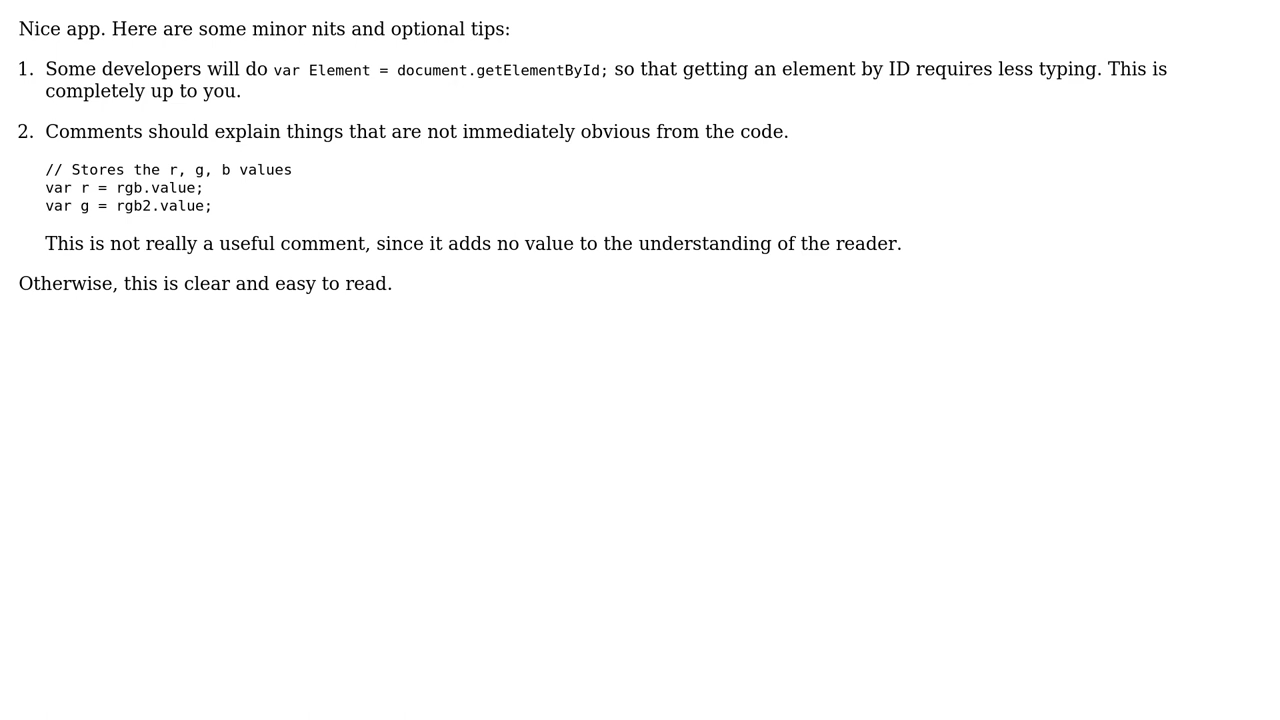 Nice app. Here are some minor nits and optional tips:
1. Some developers will do var Element = document.getElementById; so that getting an element by ID requires less typing. This is
completely up to you.
2. Comments should explain things that are not immediately obvious from the code.
// Stores the r, g, b values
var r = rgb.value;
var g = rgb2.value;
This is not really a useful comment, since it adds no value to the understanding of the reader.
Otherwise, this is clear and easy to read.